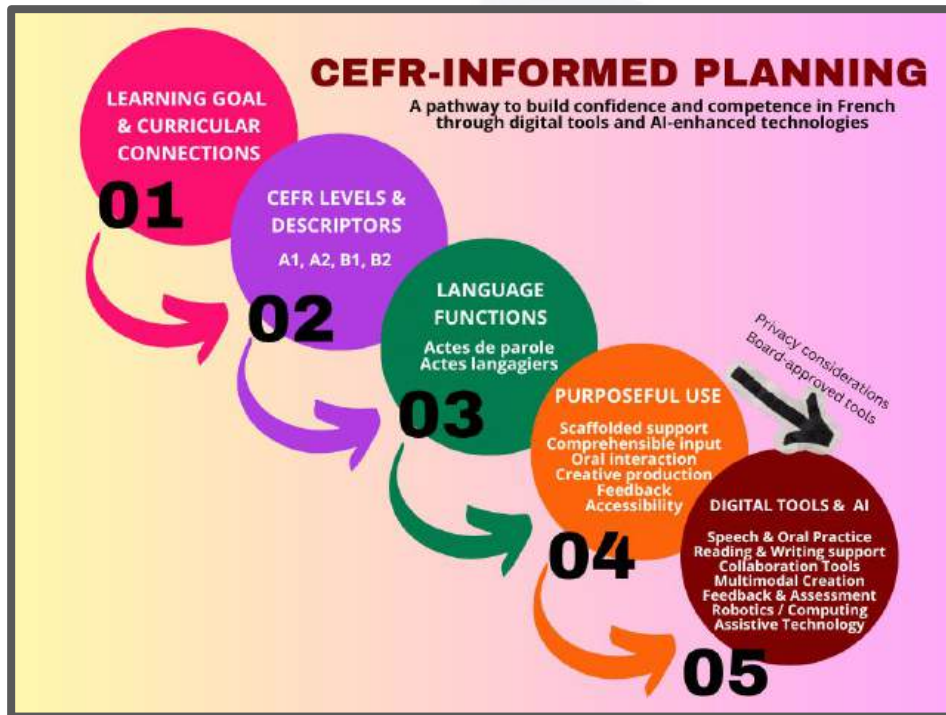 CEFR-INFORMED PLANNING
A pathway to build confidence and competence in French
through digital tools and AI-enhanced technologies
LEARNING GOAL
& CURRICULAR
CONNECTIONS
01
CEFR LEVELS &
DESCRIPTORS
A1, A2, B1, B2
02
LANGUAGE
FUNCTIONS
Actes de parole
Actes langagiers
03
PURPOSEFUL USE
Scaffolded support
Comprehensible input
Oral interaction
Creative production
Feedback
Accessibility
04
Privacy considerations
Board-approved tools
DIGITAL TOOLS & AI
Speech & Oral Practice
Reading & Writing support
Collaboration Tools
Multimodal Creation
Feedback & Assessment
Robotics / Computing
Assistive Technology
05